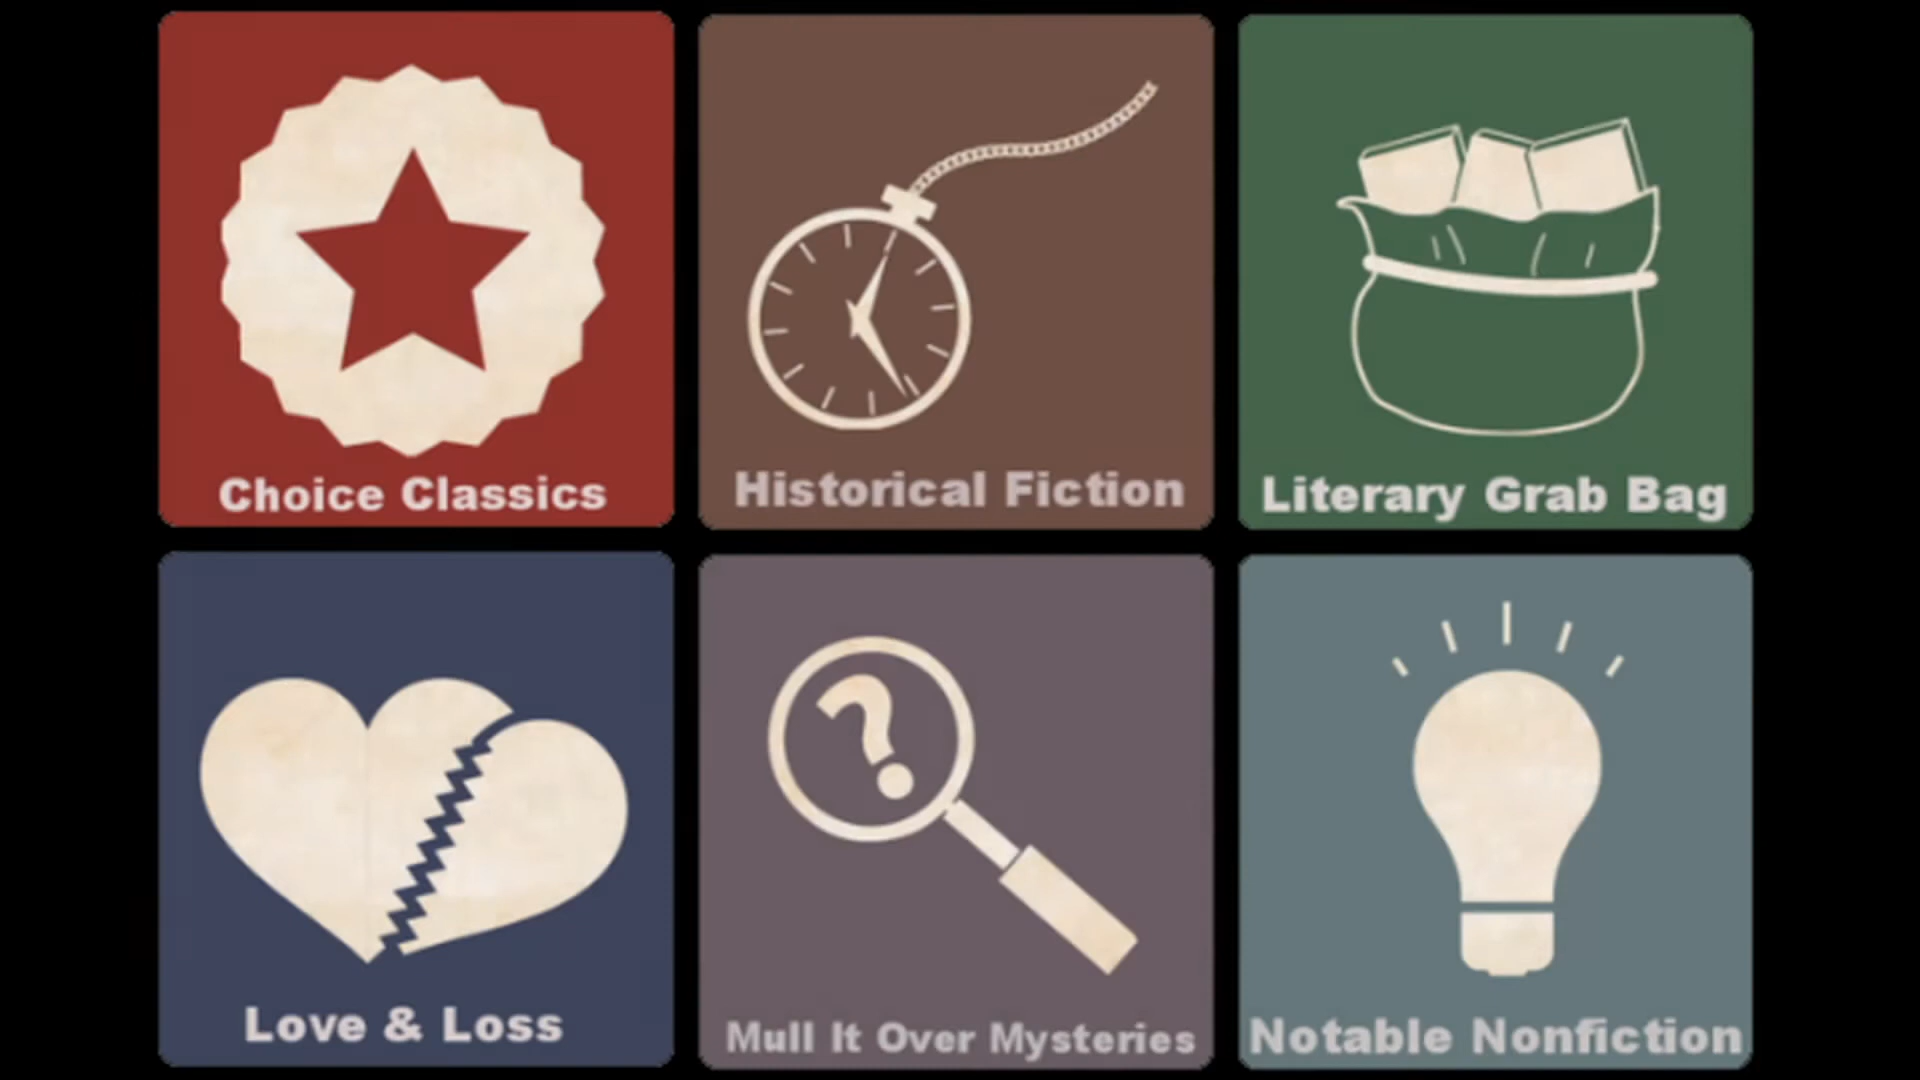 Choice Classics
Historical Fiction
Literary Grab Bag
Love & Loss
?
Mull It Over Mysteries
Notable Nonfiction